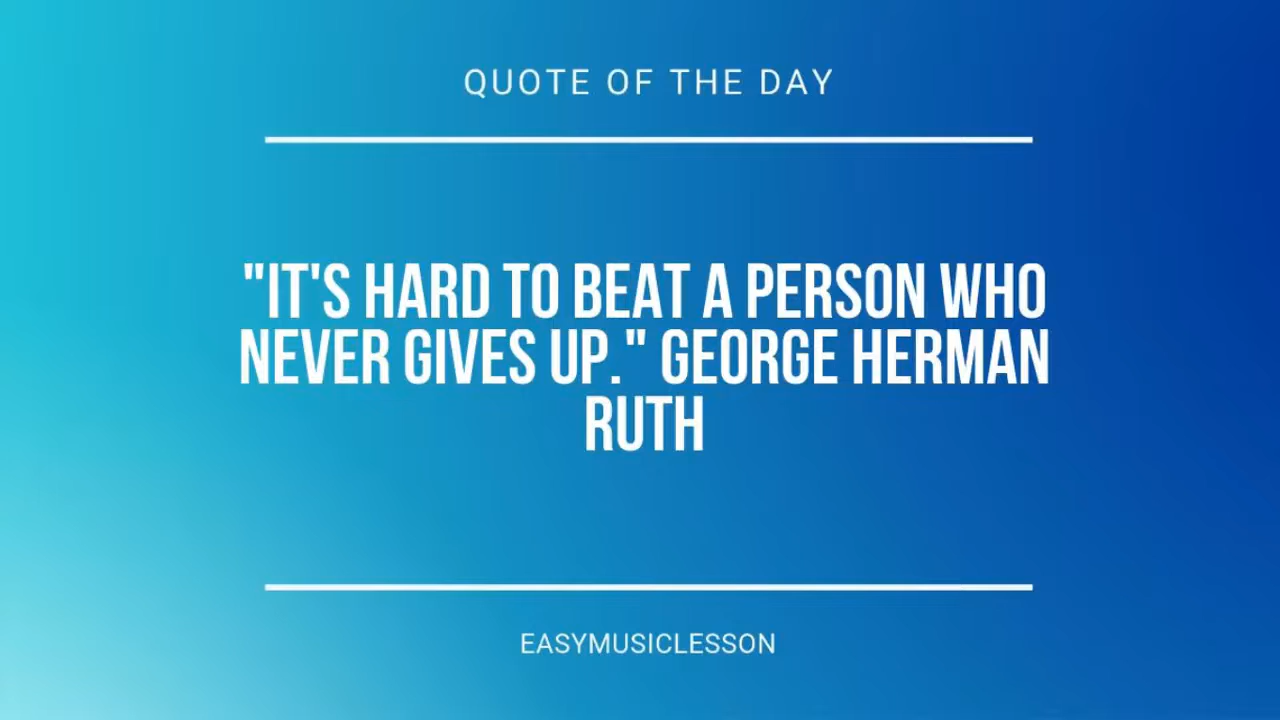 QUOTE OF THE DAY
"IT'S HARD TO BEAT A PERSON WHO
NEVER GIVES UP." GEORGE HERMAN
RUTH
EASYMUSICLESSON